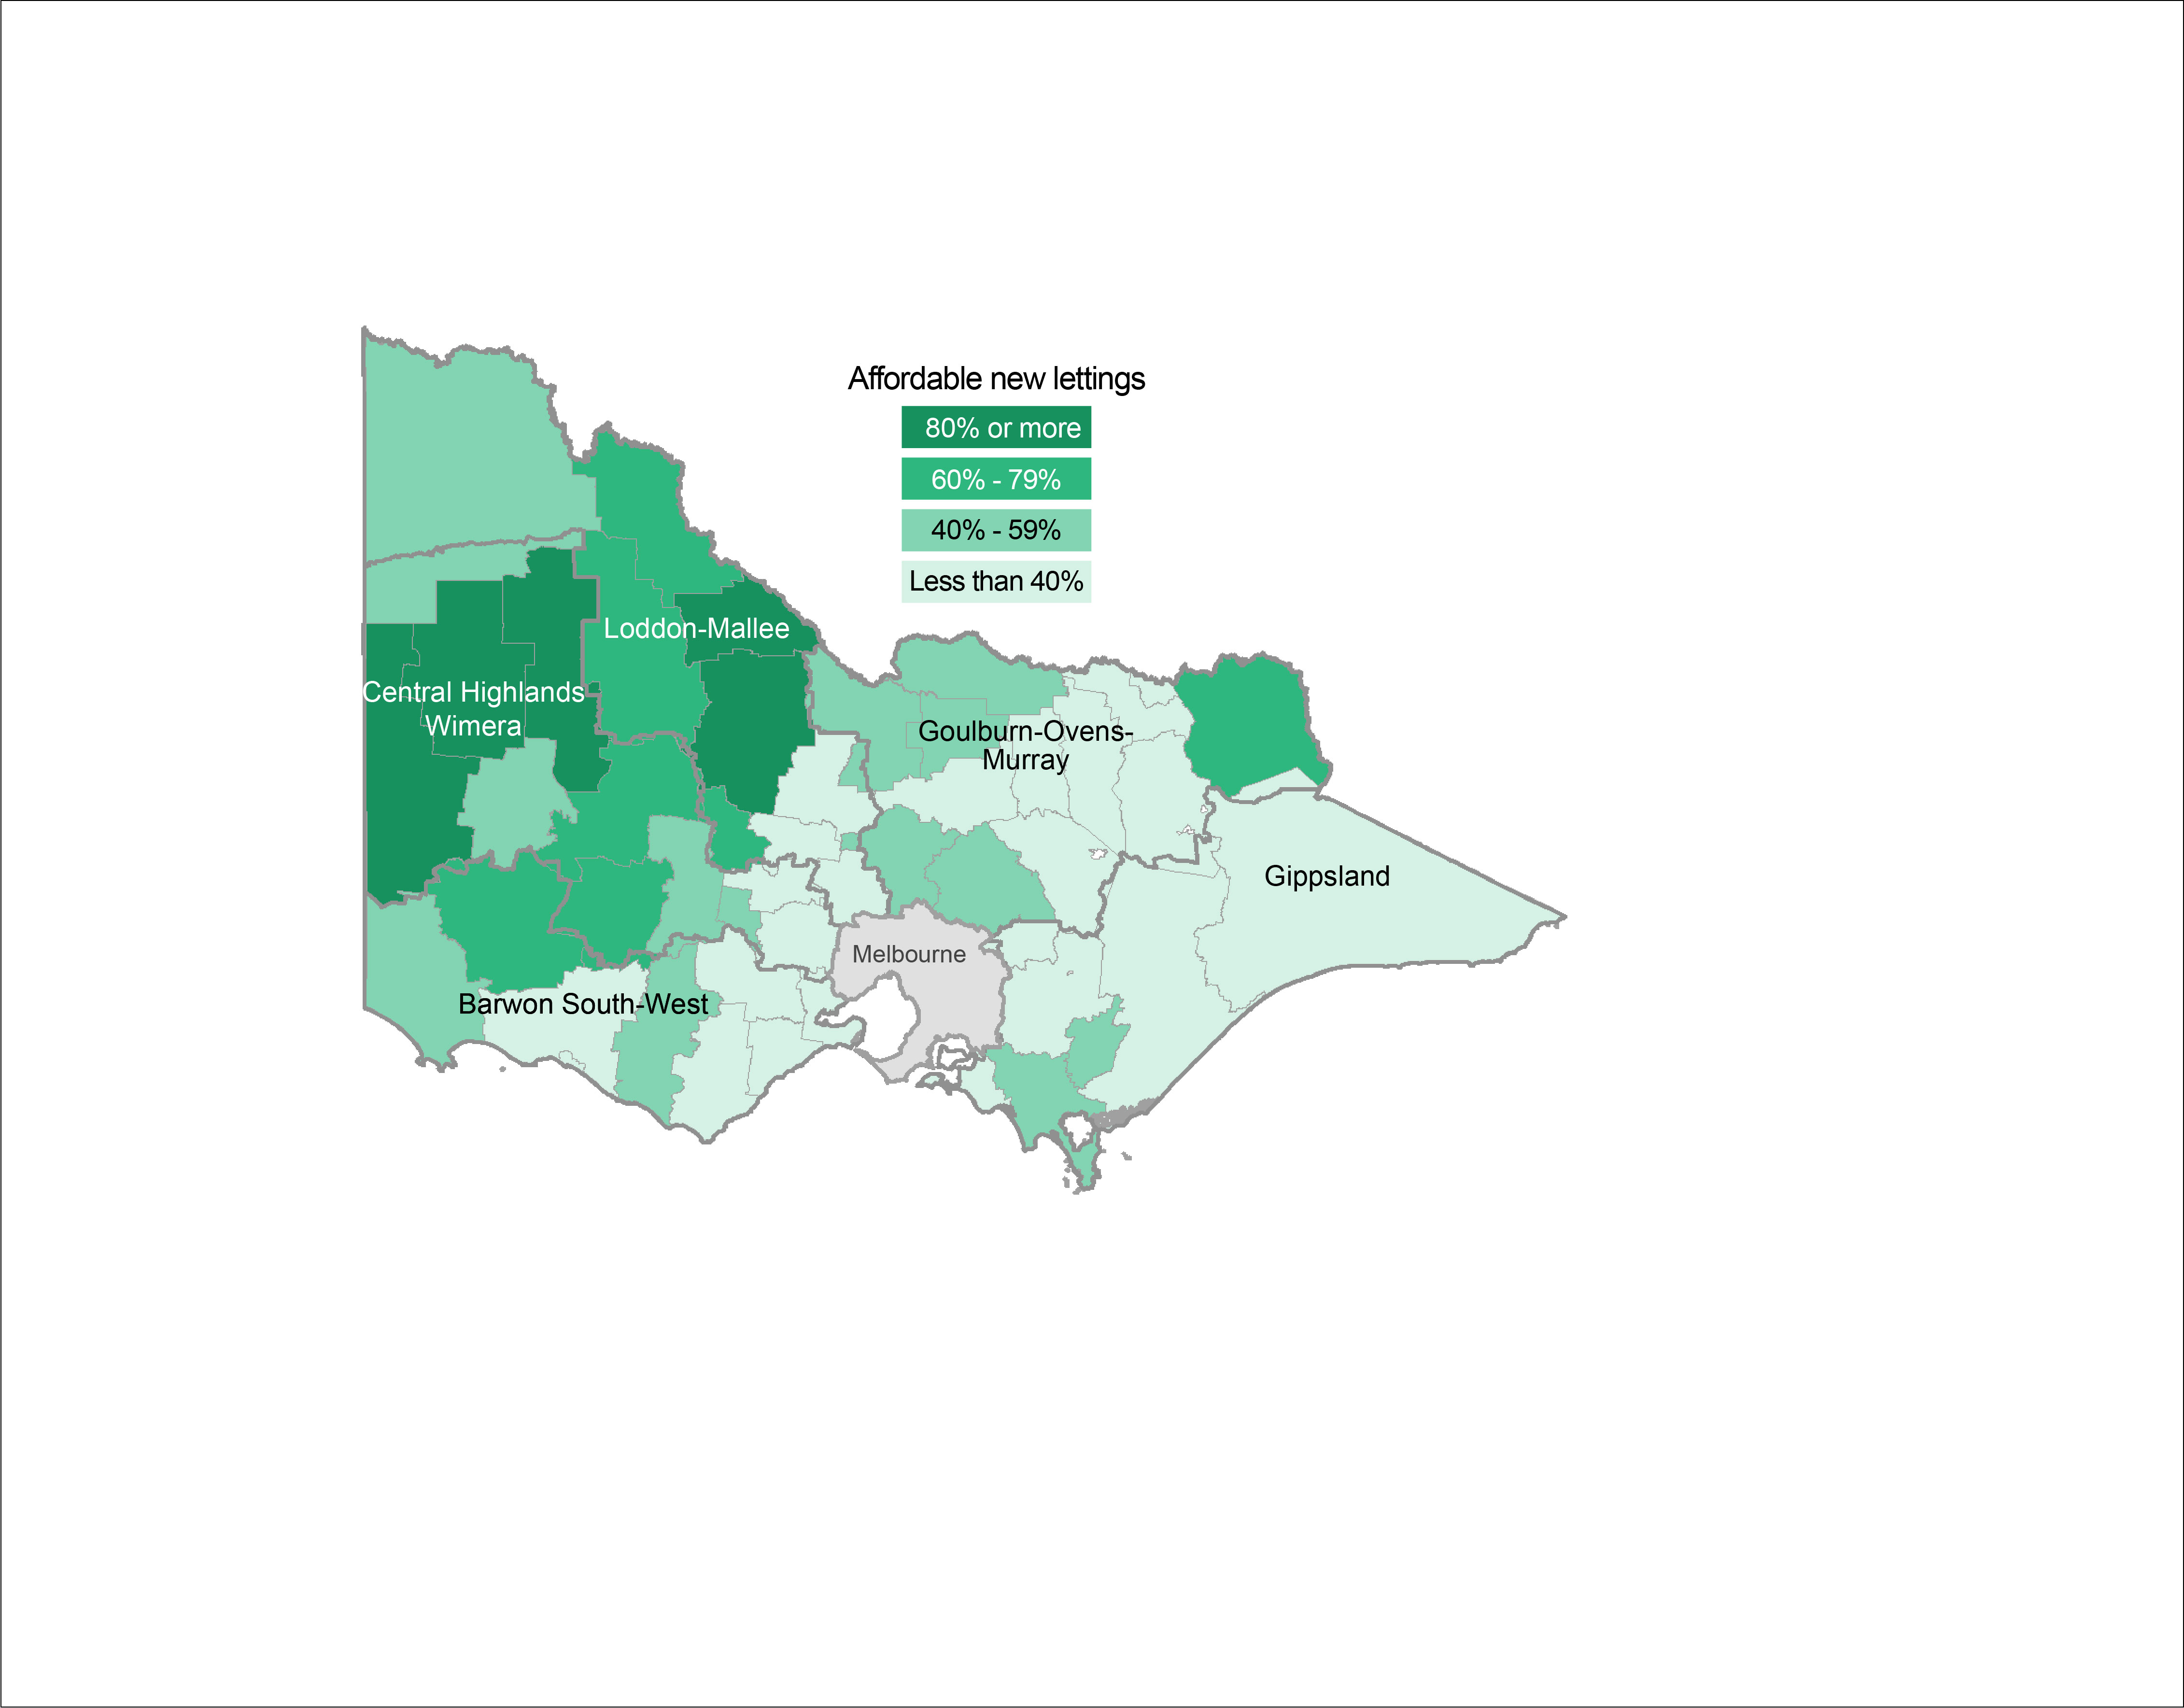 Affordable new lettings
80% or more
60% - 79%
40% - 59%
Less than 40%
Loddon-Mallee
Central Highlands
Wimera
Goulburn-Ovens-
Murray
Gippsland
Melbourne
Barwon South-West